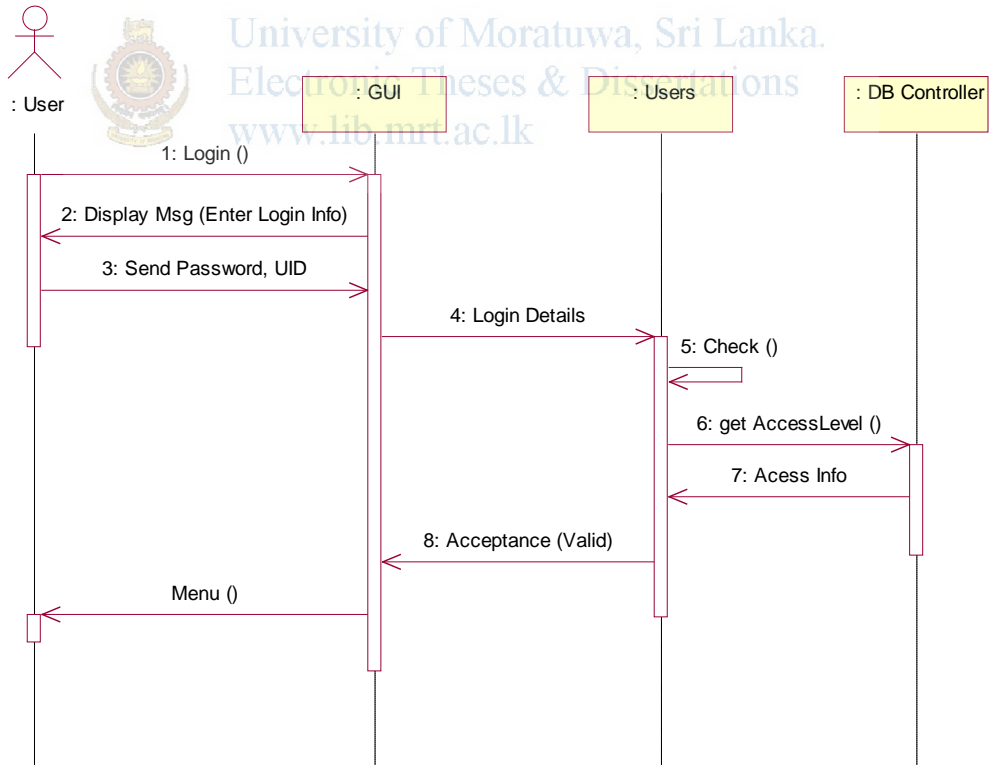 University of Moratuwa, Sri Lanka.
Electronic Theses & Dissertations
www.lib.mrt.ac.lk
: User
: GUI
: Users
: DB Controller
1: Login ()
2: Display Msg (Enter Login Info)
3: Send Password, UID
4: Login Details
5: Check ()
6: get AccessLevel ()
7: Acess Info
8: Acceptance (Valid)
Menu ()